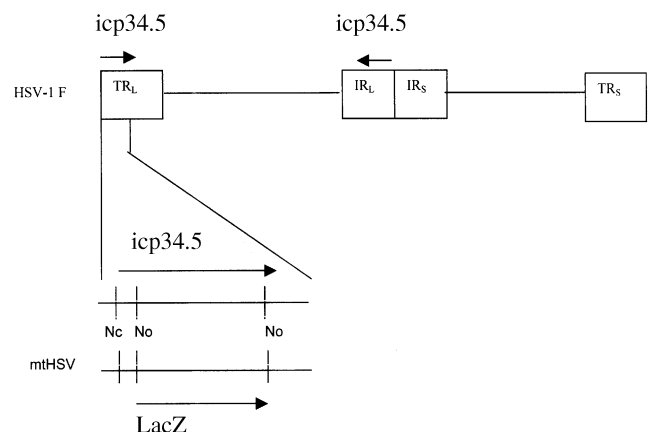 icp34.5 icp34.5
HSV-1 F TRL IRL IRS TRS
icp34.5
Nc No No
mtHSV
LacZ